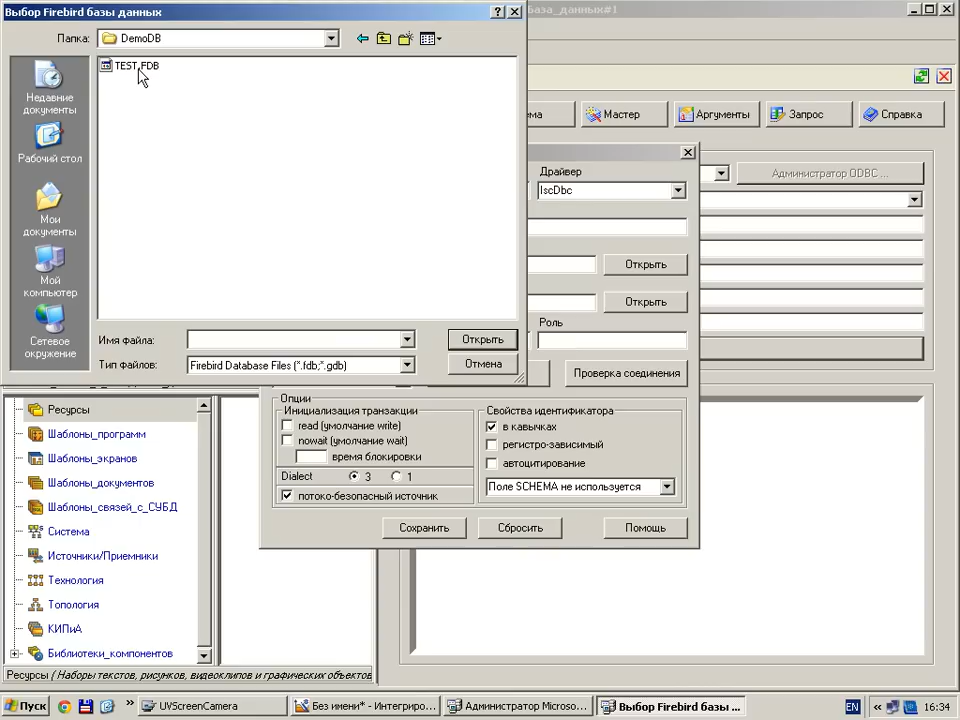 Выбор Firebird базы данных
База_данных#1
Папка:
DemoDB
TEST.FDB
Недавние
документы
Рабочий стол
Мои
документы
Мой
компьютер
Сетевое
окружение
Имя файла:
Открыть
Тип файлов:
Firebird Database Files (*.fdb;*.gdb)
Отмена
Мастер
Аргументы
Запрос
Справка
Драйвер
IscDbc
Администратор ODBC ...
Открыть
Открыть
Роль
Проверка соединения
Опции
Инициализация транзакции
read (умолчание write)
nowait (умолчание wait)
время блокировки
Dialect
3
1
потоко-безопасный источник
Свойства идентификатора
в кавычках
регистро-зависимый
автоцитирование
Поле SCHEMA не используется
Сохранить
Сбросить
Помощь
Ресурсы
Шаблоны_программ
Шаблоны_экранов
Шаблоны_документов
Шаблоны_связей_с_СУБД
Система
Источники/Приемники
Технология
Топология
КИПиА
Библиотеки_компонентов
Ресурсы ( Наборы текстов, рисунков, видеоклипов и графических объектов
Пуск
UVScreenCamera
Без имени* - Интегриро...
Администратор Microso...
Выбор Firebird базы ...
EN
16:34